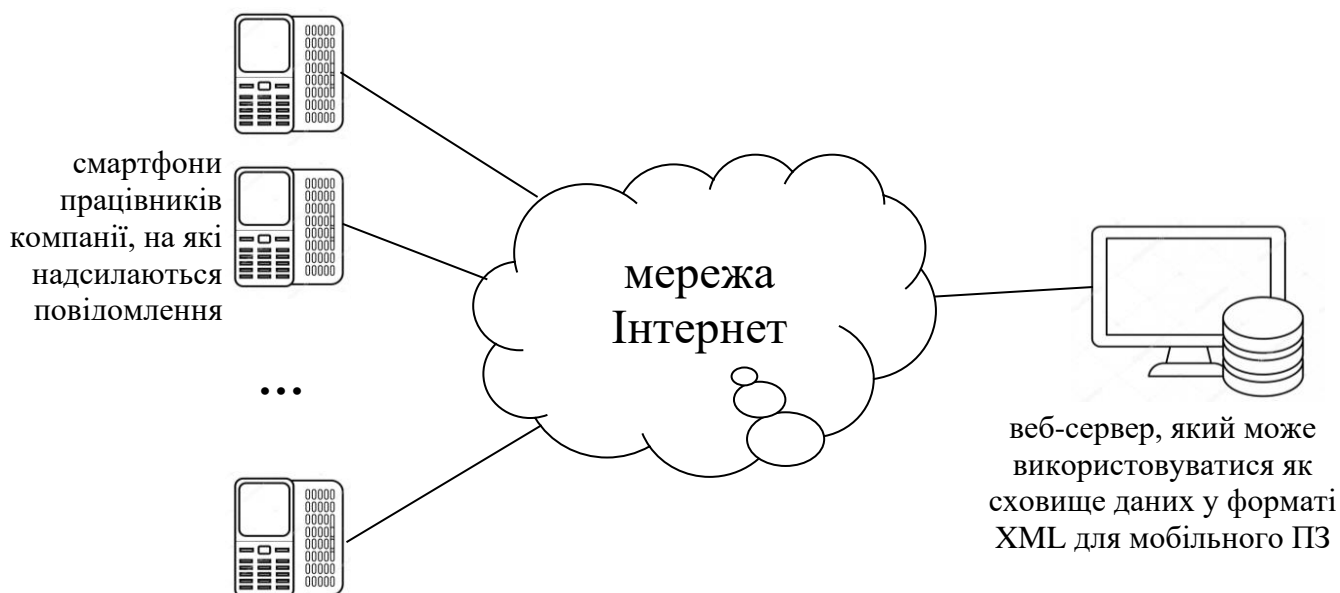 смартфони
працівників
компанії, на які
надсилаються
повідомлення
...
мережа
Інтернет
веб-сервер, який може
використовуватися як
сховище даних у форматі
XML для мобільного ПЗ